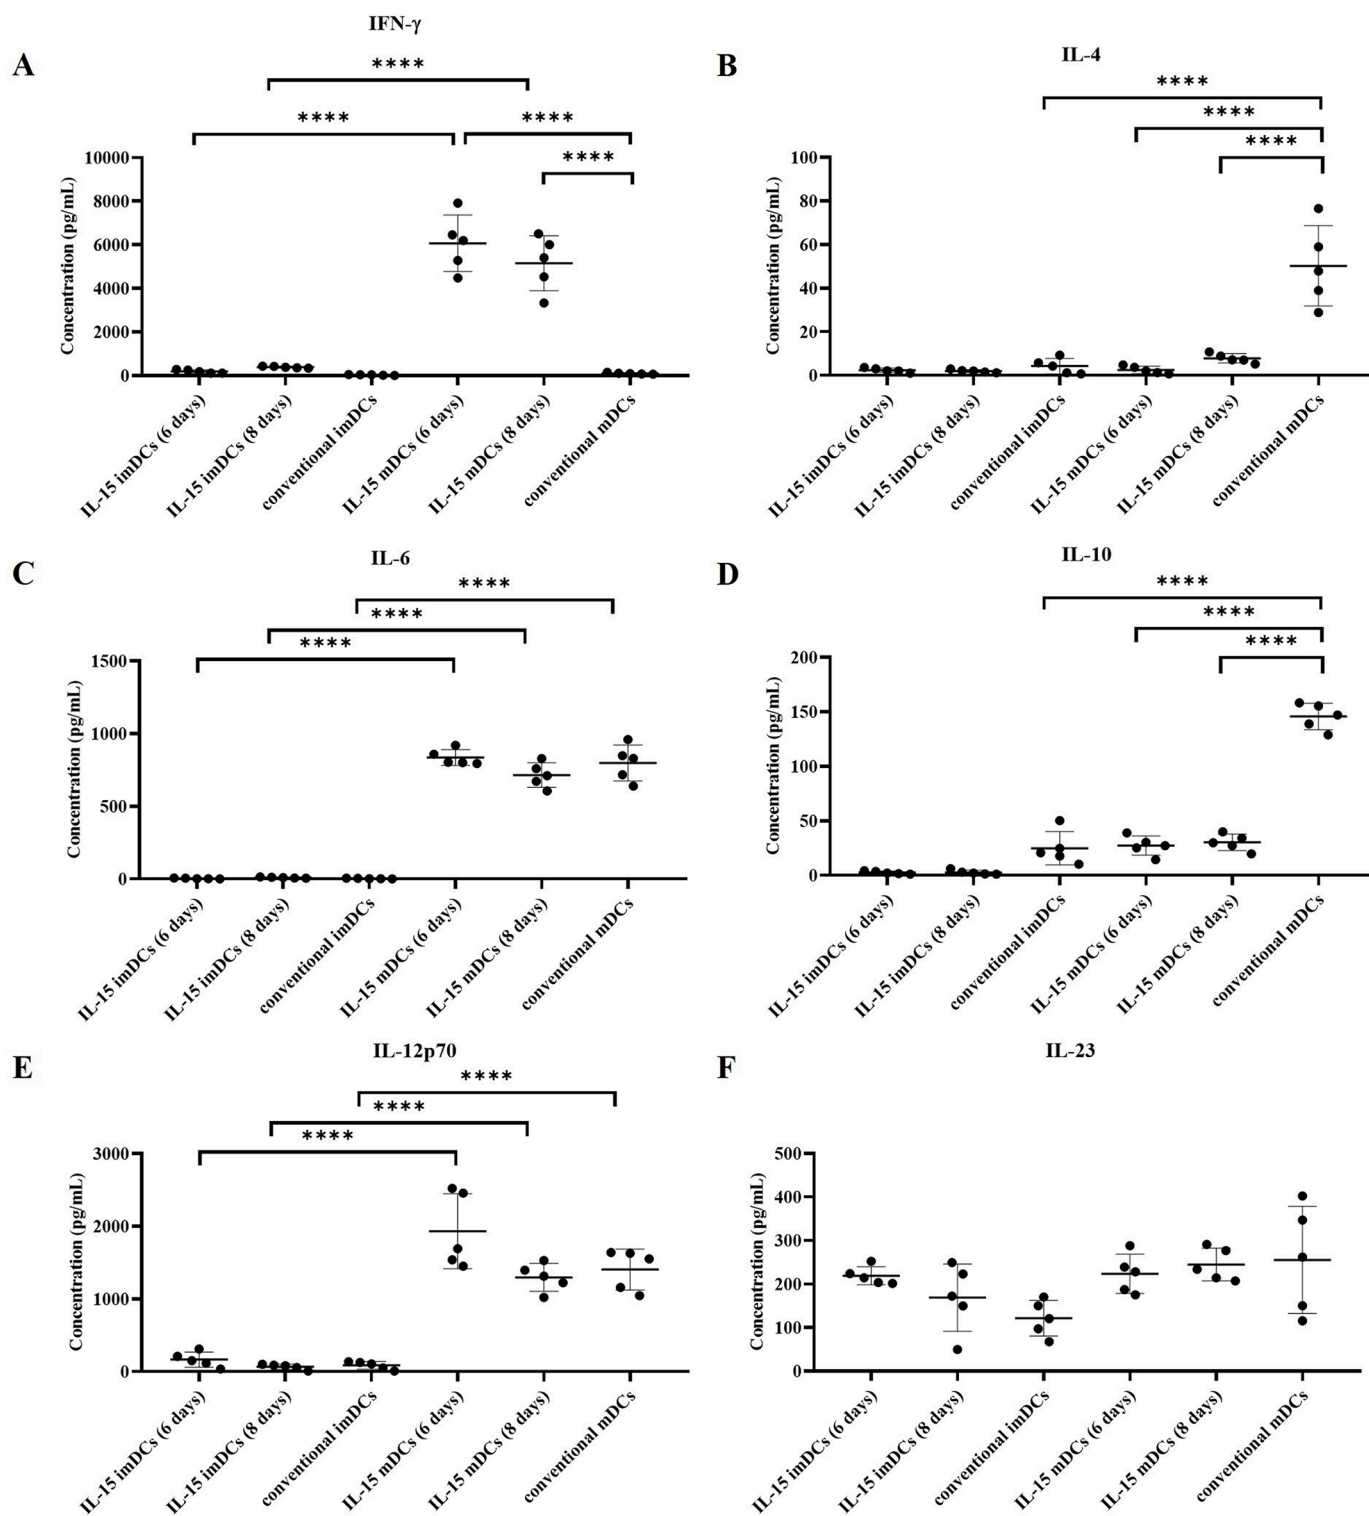 A
IFN-γ
****
****
****
****
Concentration (pg/mL)
10000
8000
6000
4000
2000
0
IL-15 imDCs (6 days)
IL-15 imDCs (8 days)
conventional imDCs
IL-15 mDCs (6 days)
IL-15 mDCs (8 days)
conventional mDCs
B
IL-4
****
****
****
Concentration (pg/mL)
100
80
60
40
20
0
IL-15 imDCs (6 days)
IL-15 imDCs (8 days)
conventional imDCs
IL-15 mDCs (6 days)
IL-15 mDCs (8 days)
conventional mDCs
C
IL-6
****
****
****
Concentration (pg/mL)
1500
1000
500
0
IL-15 imDCs (6 days)
IL-15 imDCs (8 days)
conventional imDCs
IL-15 mDCs (6 days)
IL-15 mDCs (8 days)
conventional mDCs
D
IL-10
****
****
****
Concentration (pg/mL)
200
150
100
50
0
IL-15 imDCs (6 days)
IL-15 imDCs (8 days)
conventional imDCs
IL-15 mDCs (6 days)
IL-15 mDCs (8 days)
conventional mDCs
E
IL-12p70
****
****
****
Concentration (pg/mL)
3000
2000
1000
0
IL-15 imDCs (6 days)
IL-15 imDCs (8 days)
conventional imDCs
IL-15 mDCs (6 days)
IL-15 mDCs (8 days)
conventional mDCs
F
IL-23
Concentration (pg/mL)
500
400
300
200
100
0
IL-15 imDCs (6 days)
IL-15 imDCs (8 days)
conventional imDCs
IL-15 mDCs (6 days)
IL-15 mDCs (8 days)
conventional mDCs